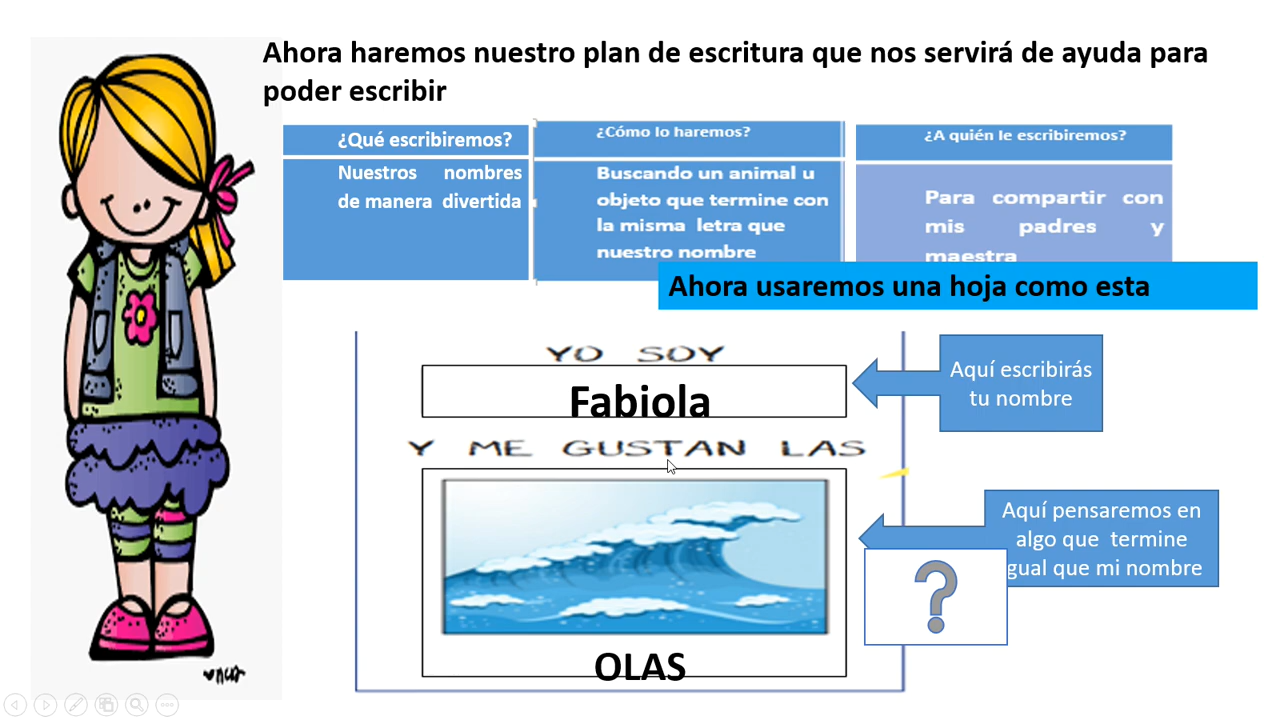 Ahora haremos nuestro plan de escritura que nos servirá de ayuda para
poder escribir
¿Qué escribiremos?
Nuestros nombres
de manera divertida
¿Cómo lo haremos?
Buscando un animal u
objeto que termine con
la misma letra que
nuestro nombre
¿A quién le escribiremos?
Para compartir con
mis padres y
maestra
Ahora usaremos una hoja como esta
YO SOY
Fabiola
Aquí escribirás
tu nombre
Y ME GUSTAN LAS
OLAS
Aquí pensaremos en
algo que termine
gual que mi nombre
?